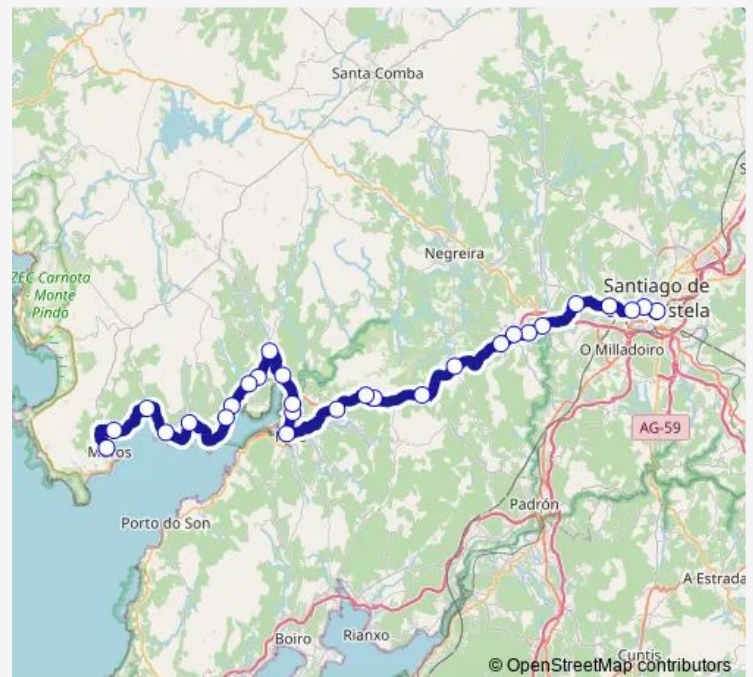 Santa Comba
S
Negreira
ZEC Carnota
- Monte
Pindo
Santiago de
stela
O Milladoiro
AG-59
Padrón
Porto do Son
A Estrada
Boiro
Rianxo
Cuntis
© OpenStreetMap contributors